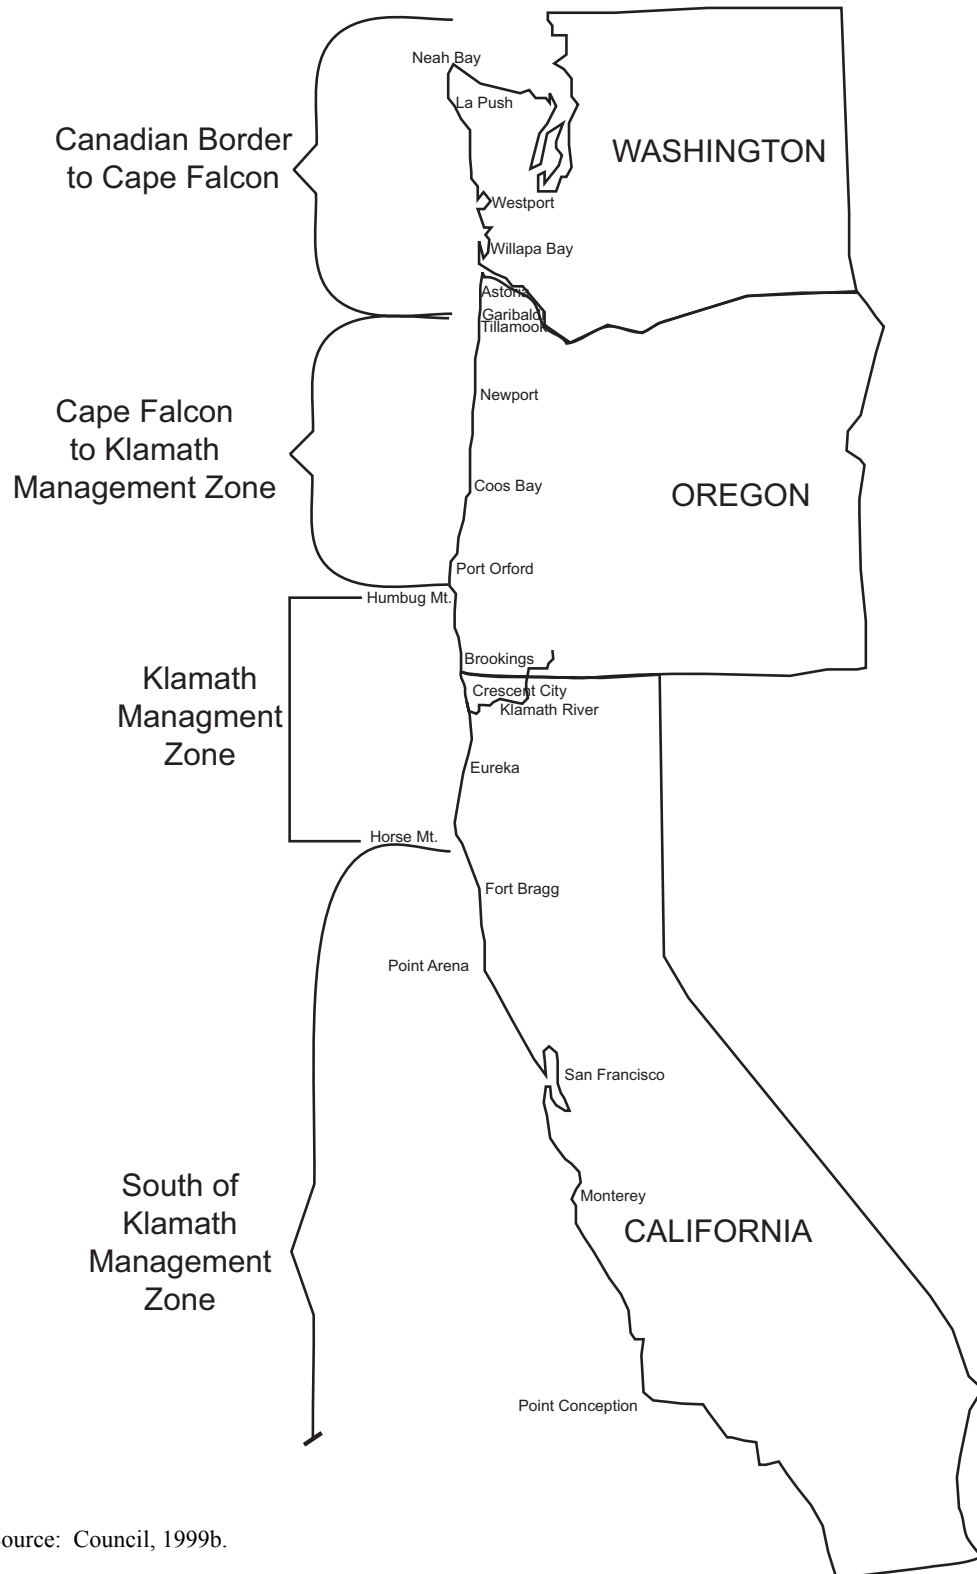 Neah Bay
La Push
Canadian Border
to Cape Falcon
WASHINGTON
Westport
Willapa Bay
Astoria
Garibaldi
Tillamook
Newport
Cape Falcon
to Klamath
Management Zone
Coos Bay
OREGON
Port Orford
Humbug Mt.
Brookings
Klamath
Managment
Zone
Crescent City
Klamath River
Eureka
Horse Mt.
Fort Bragg
Point Arena
San Francisco
South of
Klamath
Management
Zone
Monterey
CALIFORNIA
Point Conception
ource: Council, 1999b.